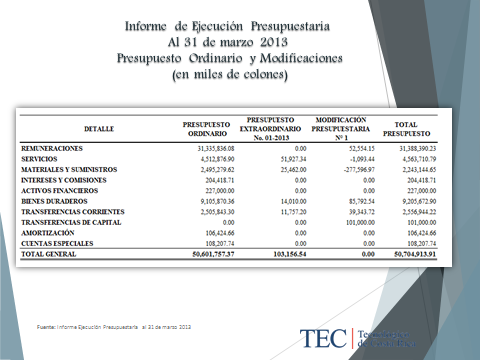 Informe de Ejecución Presupuestaria
Al 31 de marzo 2013
Presupuesto Ordinario y Modificaciones
(en miles de colones)
DETALLE PRESUPUESTO ORDINARIO PRESUPUESTO EXTRAORDINARIO No. 01-2013 MODIFICACIÓN PRESUPUESTARIA Nº 1 TOTAL PRESUPUESTO
REMUNERACIONES 31,335,836.08 0.00 52,554.15 31,388,390.23
SERVICIOS 4,512,876.90 51,927.34 -1,093.44 4,563,710.79
MATERIALES Y SUMINISTROS 2,495,279.62 25,462.00 -277,596.97 2,243,144.65
INTERESES Y COMISIONES 204,418.71 0.00 0.00 204,418.71
ACTIVOS FINANCIEROS 227,000.00 0.00 0.00 227,000.00
BIENES DURADEROS 9,105,870.36 14,010.00 85,792.54 9,205,672.90
TRANSFERENCIAS CORRIENTES 2,505,843.30 11,757.20 39,343.72 2,556,944.22
TRANSFERENCIAS DE CAPITAL 0.00 0.00 101,000.00 101,000.00
AMORTIZACIÓN 106,424.66 0.00 0.00 106,424.66
CUENTAS ESPECIALES 108,207.74 0.00 0.00 108,207.74
TOTAL GENERAL 50,601,757.37 103,156.54 0.00 50,704,913.91
Fuente: Informe Ejecución Presupuestaria al 31 de marzo 2013
TEC